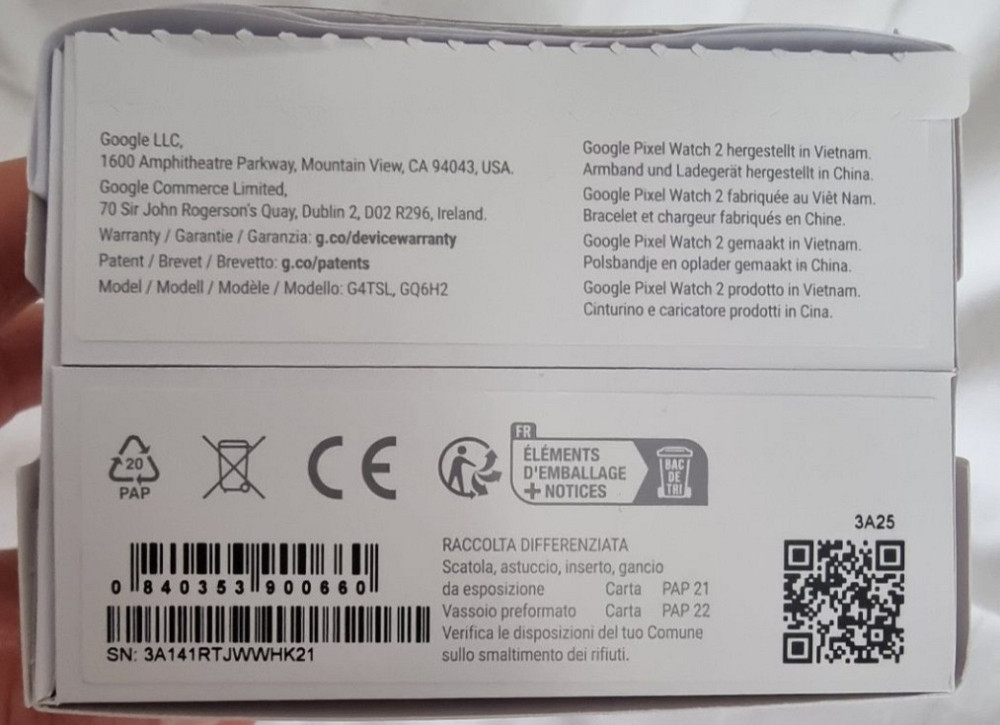 Google LLC,
1600 Amphitheatre Parkway, Mountain View, CA 94043, USA.
Google Commerce Limited,
70 Sir John Rogerson's Quay, Dublin 2, D02 R296, Ireland.
Warranty / Garantie / Garanzia: g.co/devicewarranty
Patent / Brevet / Brevetto: g.co/patents
Model / Modell / Modèle / Modello: G4TSL, GQ6H2
Google Pixel Watch 2 hergestellt in Vietnam.
Armband und Ladegerät hergestellt in China.
Google Pixel Watch 2 fabriquée au Viêt Nam.
Bracelet et chargeur fabriqués en Chine.
Google Pixel Watch 2 gemaakt in Vietnam.
Polsbandje en oplader gemaakt in China.
Google Pixel Watch 2 prodotto in Vietnam.
Cinturino e caricatore prodotti in Cina.
20
PAP
CE
FR
ÉLÉMENTS
D'EMBALLAGE
+ NOTICES
BAC
DE
TRI
0 840353 900660
SN: 3A141RTJWWHK21
RACCOLTA DIFFERENZIATA
Scatola, astuccio, inserto, gancio
da esposizione Carta PAP 21
Vassoio preformato Carta PAP 22
Verifica le disposizioni del tuo Comune
sullo smaltimento dei rifiuti.
3A25